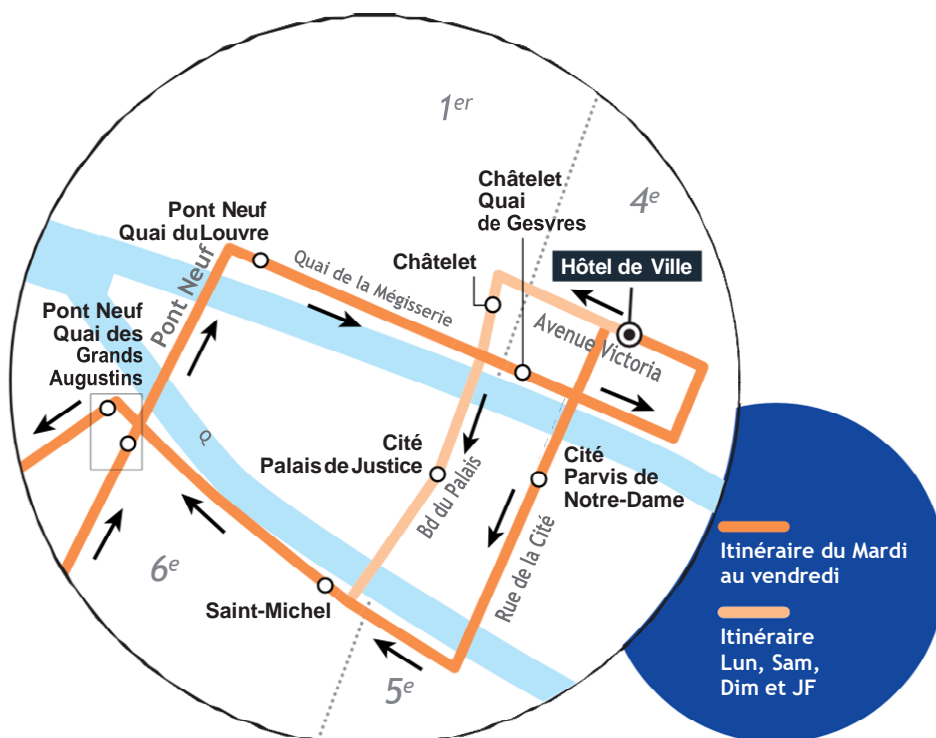 1er
4e
Châtelet
Quai
de Gesvres
Pont Neuf
Quai du Louvre
Châtelet
Hôtel de Ville
Quai de la Mégisserie
Pont Neuf
Avenue Victoria
Pont Neuf
Quai des
Grands
Augustins
Q
Cité
Palais de Justice
Bd du Palais
Cité
Parvis de
Notre-Dame
Rue de la Cité
6e
Saint-Michel
5e
Itinéraire du Mardi
au vendredi
Itinéraire
Lun, Sam,
Dim et JF